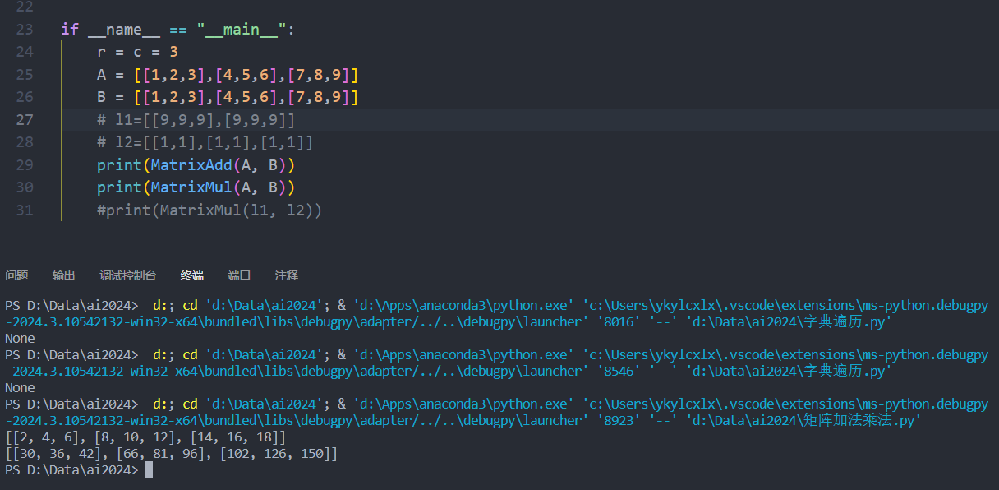 22
23 if __name__ == "__main__":
24 r = c = 3
25 A = [[1,2,3],[4,5,6],[7,8,9]]
26 B = [[1,2,3],[4,5,6],[7,8,9]]
27 # l1=[[9,9,9],[9,9,9]]
28 # l2=[[1,1],[1,1],[1,1]]
29 print(MatrixAdd(A, B))
30 print(MatrixMul(A, B))
31 #print(MatrixMul(l1, l2))
问题 输出 调试控制台 终端 端口 注释
PS D:\Data\ai2024> d:; cd 'd:\Data\ai2024'; & 'd:\Apps\anaconda3\python.exe' 'c:\Users\ykylcxlx\.vscode\extensions\ms-python.debugpy
-2024.3.10542132-win32-x64\bundled\libs\debugpy\adapter/../..\debugpy\launcher' '8016' '--' 'd:\Data\ai2024\字典遍历.py'
None
PS D:\Data\ai2024> d:; cd 'd:\Data\ai2024'; & 'd:\Apps\anaconda3\python.exe' 'c:\Users\ykylcxlx\.vscode\extensions\ms-python.debugpy
-2024.3.10542132-win32-x64\bundled\libs\debugpy\adapter/../..\debugpy\launcher' '8546' '--' 'd:\Data\ai2024\字典遍历.py'
None
PS D:\Data\ai2024> d:; cd 'd:\Data\ai2024'; & 'd:\Apps\anaconda3\python.exe' 'c:\Users\ykylcxlx\.vscode\extensions\ms-python.debugpy
-2024.3.10542132-win32-x64\bundled\libs\debugpy\adapter/../..\debugpy\launcher' '8923' '--' 'd:\Data\ai2024\矩阵加法乘法.py'
[[2, 4, 6], [8, 10, 12], [14, 16, 18]]
[[30, 36, 42], [66, 81, 96], [102, 126, 150]]
PS D:\Data\ai2024>